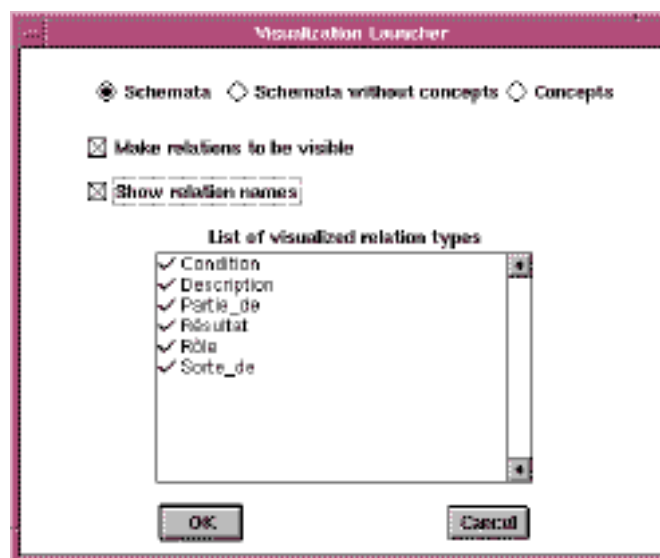 Visualization Launcher
Schemata Schemata without concepts Concepts
Make relations to be visible
Show relation names
List of visualized relation types
Condition
Description
Partie_de
Résultat
Rôle
Sorte_de
OK Cancel